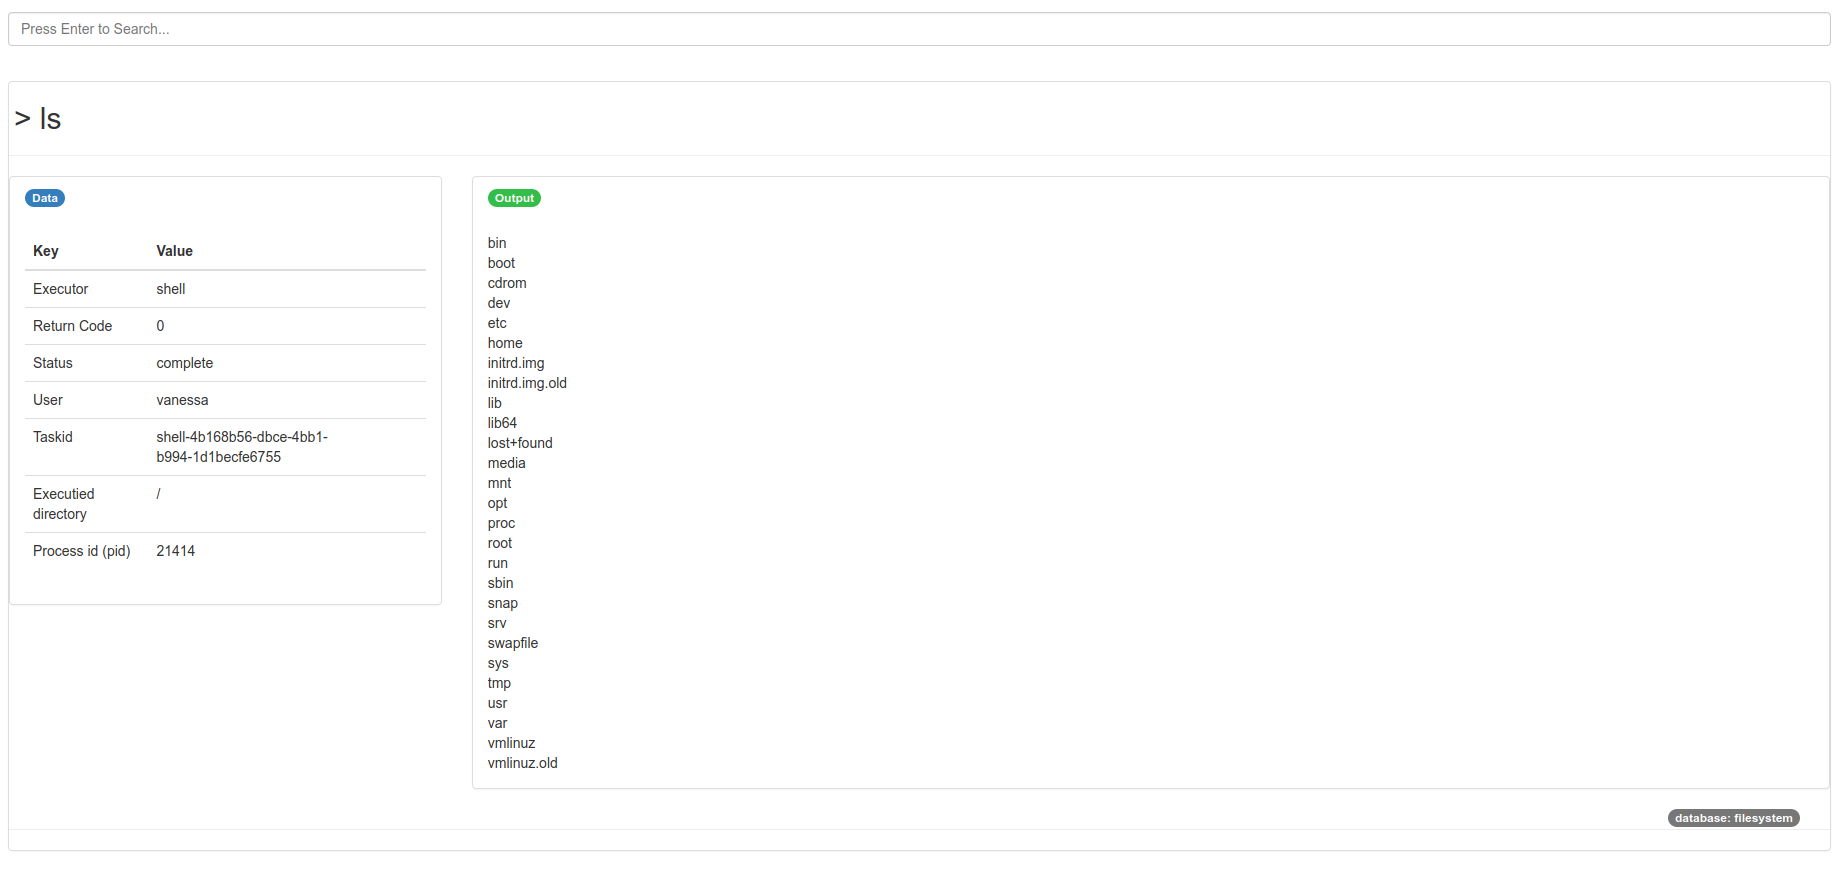 Press Enter to Search...
> ls
Data
Key Value
Executor shell
Return Code 0
Status complete
User vanessa
Taskid shell-4b168b56-dbce-4bb1-
b994-1d1becfe6755
Executied /
directory
Process id (pid) 21414
Output
bin
boot
cdrom
dev
etc
home
initrd.img
initrd.img.old
lib
lib64
lost+found
media
mnt
opt
proc
root
run
sbin
snap
srv
swapfile
sys
tmp
usr
var
vmlinuz
vmlinuz.old
database: filesystem